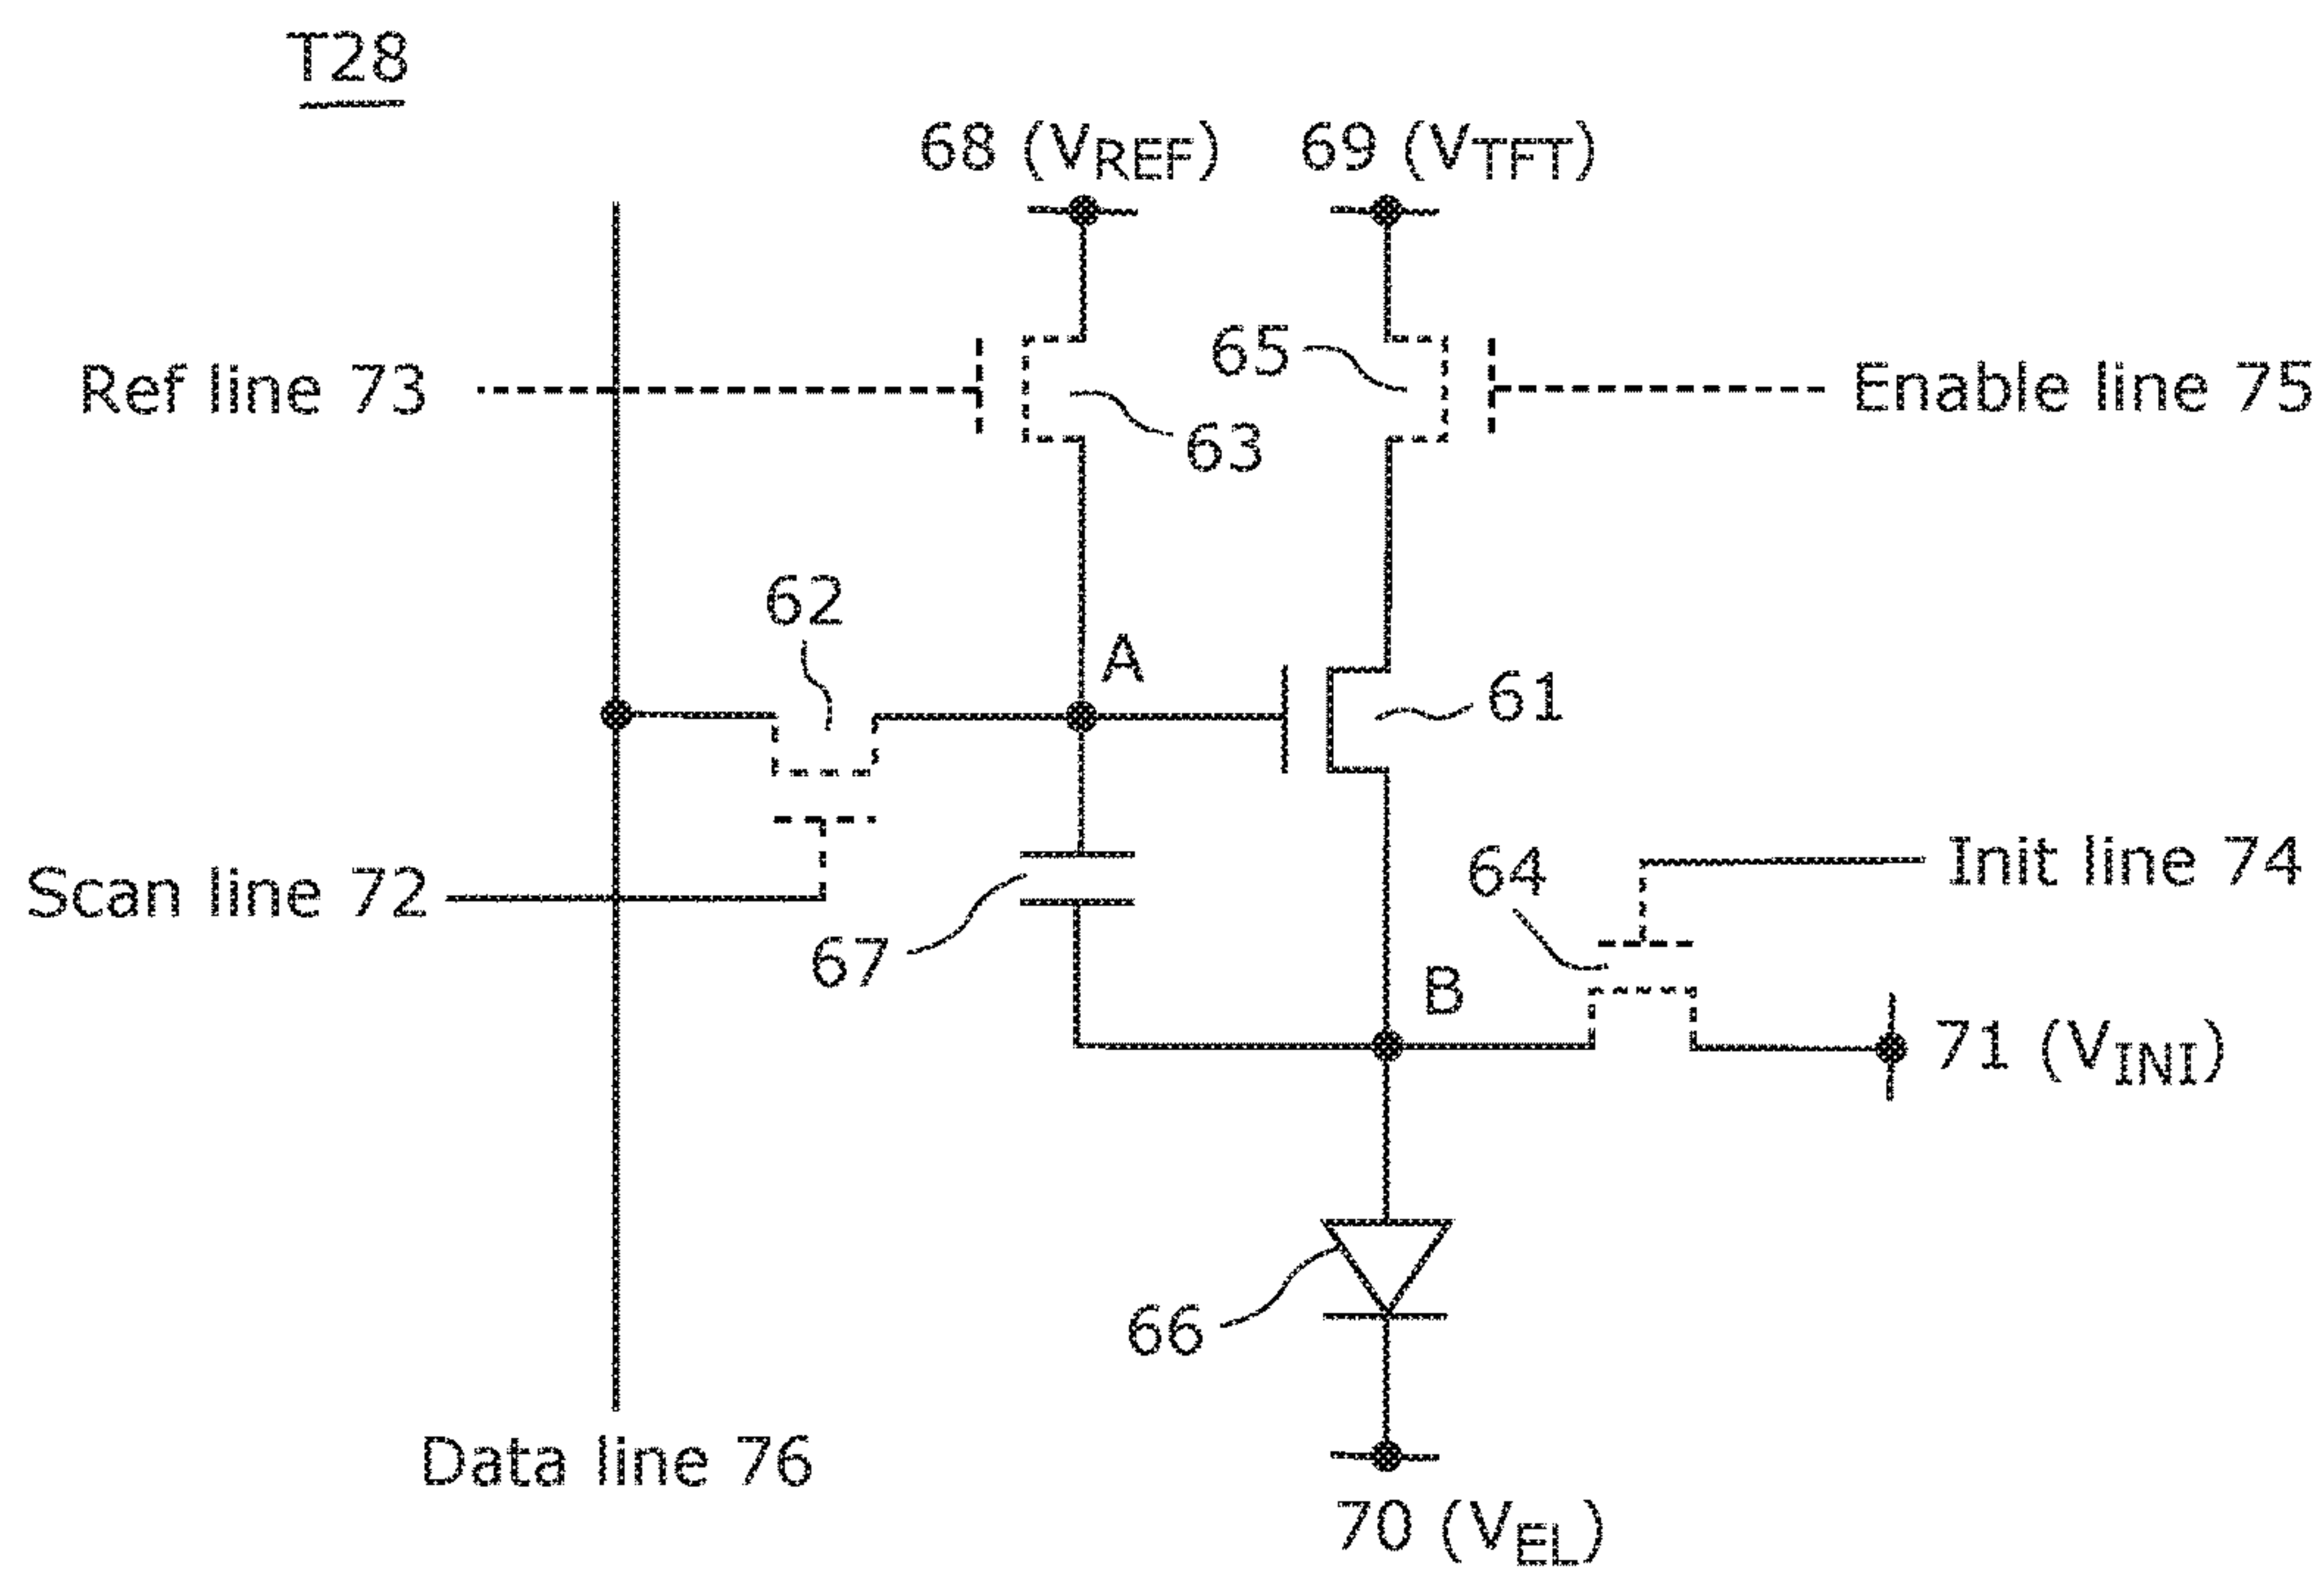 T28
68 (VREF)
69 (VTFT)
Ref line 73
63
65
Enable line 75
62
A
61
Scan line 72
67
64
Init line 74
B
71 (VINI)
66
Data line 76
70 (VEL)